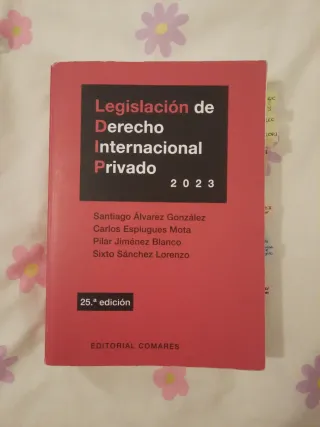 Legislación de
Derecho
Internacional
Privado
2023
Santiago Álvarez González
Carlos Esplugues Mota
Pilar Jiménez Blanco
Sixto Sánchez Lorenzo
25.ª edición
EDITORIAL COMARES